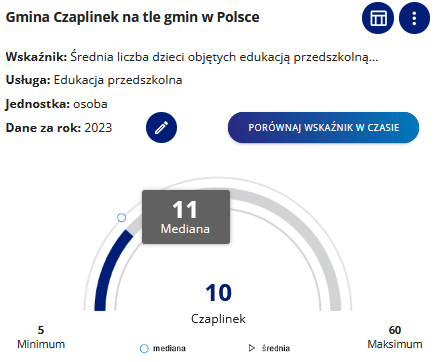 Gmina Czaplinek na tle gmin w Polsce
Wskaźnik: Średnia liczba dzieci objętych edukacją przedszkolną...
Usługa: Edukacja przedszkolna
Jednostka: osoba
Dane za rok: 2023
PORÓWNAJ WSKAŹNIK W CZASIE
11
Mediana
10
Czaplinek
5
Minimum
60
Maksimum
mediana
średnia